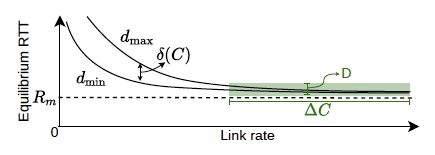 Equilibrium RTT
d_max
δ(C)
d_min
D
R_m
ΔC
0
Link rate